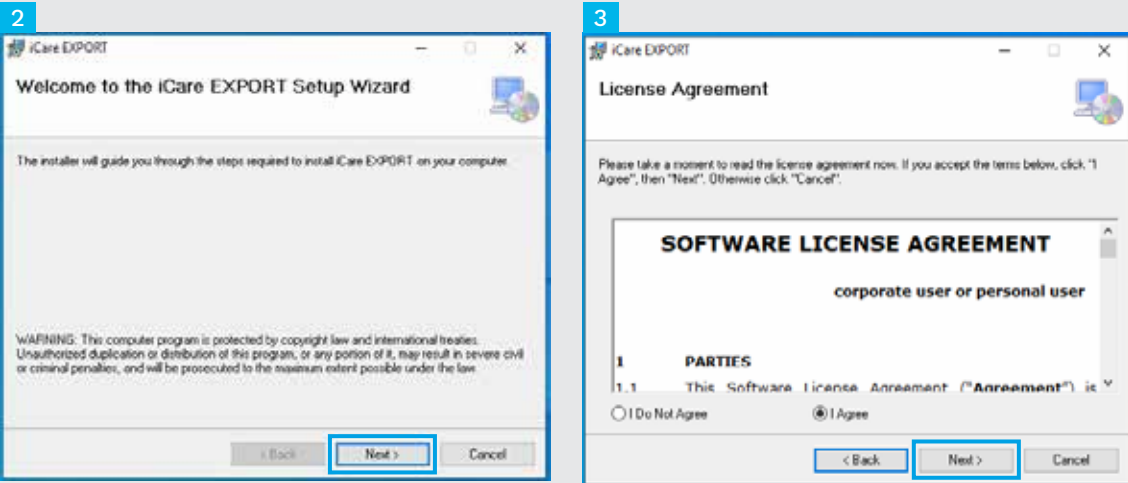 2
iCare EXPORT
Welcome to the iCare EXPORT Setup Wizard
The installer will guide you through the steps required to install iCare EXPORT on your computer.
WARNING: This computer program is protected by copyright law and international treaties.
Unauthorized duplication or distribution of this program, or any portion of it, may result in severe civil
or criminal penalties, and will be prosecuted to the maximum extent possible under the law.
< Back
Next >
Cancel
3
iCare EXPORT
License Agreement
Please take a moment to read the license agreement now. If you accept the terms below, click "I
Agree", then "Next". Otherwise click "Cancel".
SOFTWARE LICENSE AGREEMENT
corporate user or personal user
1 PARTIES
1.1 This Software License Agreement ("Agreement") is
I Do Not Agree
I Agree
< Back
Next >
Cancel